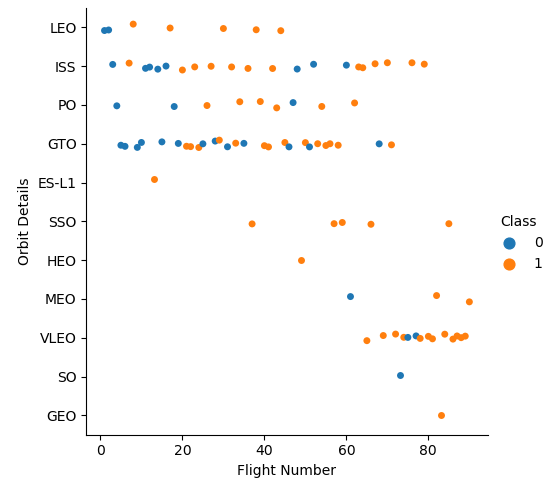 LEO
ISS
PO
GTO
ES-L1
SSO
HEO
MEO
VLEO
SO
GEO
Orbit Details
0
20
40
60
80
Flight Number
Class
0
1